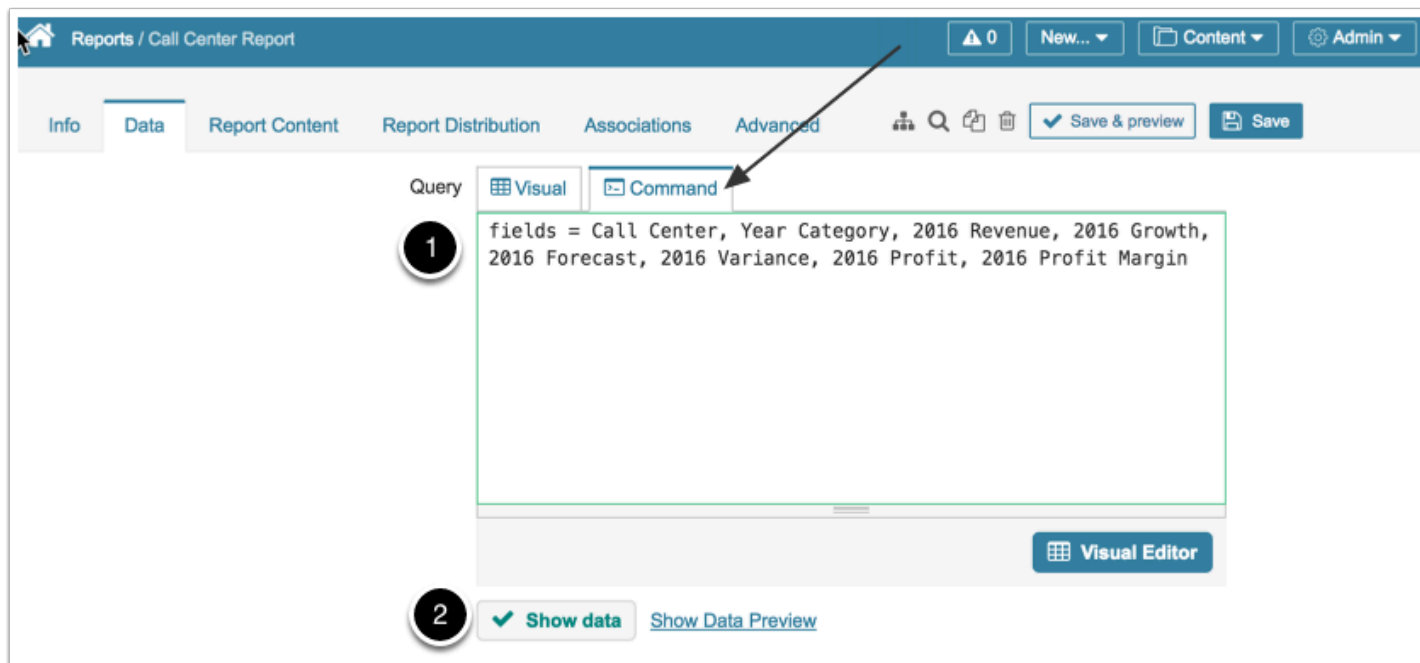 Reports / Call Center Report
0
New...
Content
Admin
Info
Data
Report Content
Report Distribution
Associations
Advanced
Save & preview
Save
Query
Visual
Command
1
fields = Call Center, Year Category, 2016 Revenue, 2016 Growth,
2016 Forecast, 2016 Variance, 2016 Profit, 2016 Profit Margin
Visual Editor
2
Show data
Show Data Preview